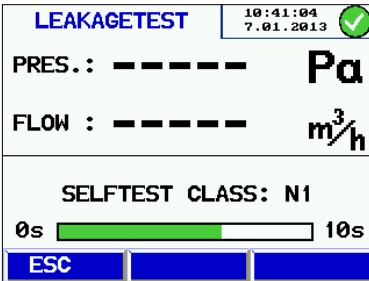 LEAKAGETEST
10:41:04
7.01.2013
PRES.: ----- Pa
FLOW : ----- m³/h
SELFTEST CLASS: N1
0s 10s
ESC